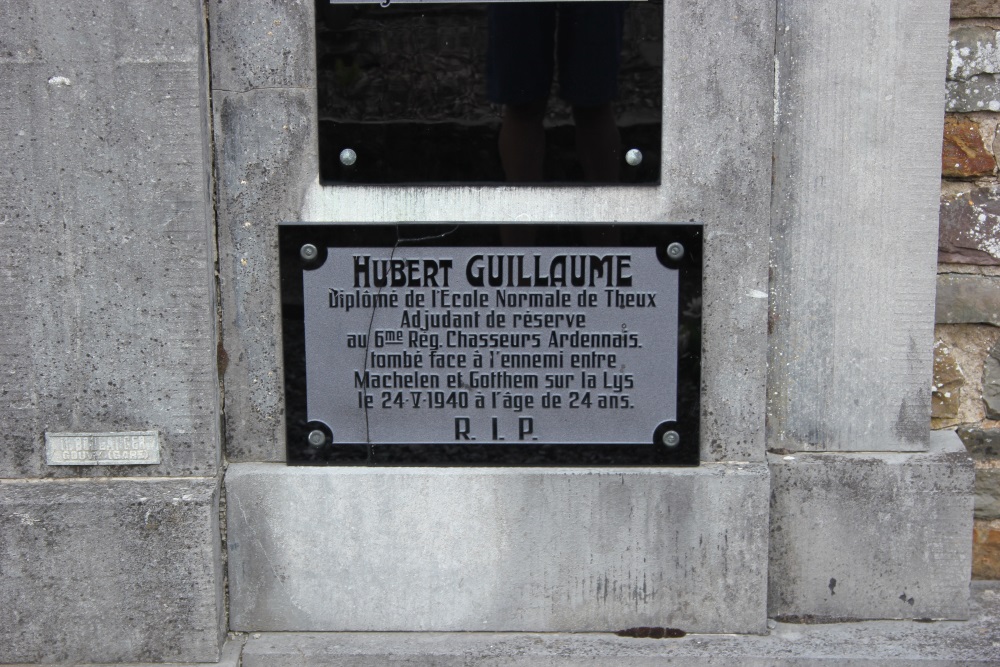 HUBERT GUILLAUME
Diplômé de l'Ecole Normale de Theux
Adjudant de réserve
au 6me Rég. Chasseurs Ardennais.
tombé face à l'ennemi entre
Machelen et Gotthem sur la Lys
le 24-V-1940 à l'âge de 24 ans.
R. I. P.